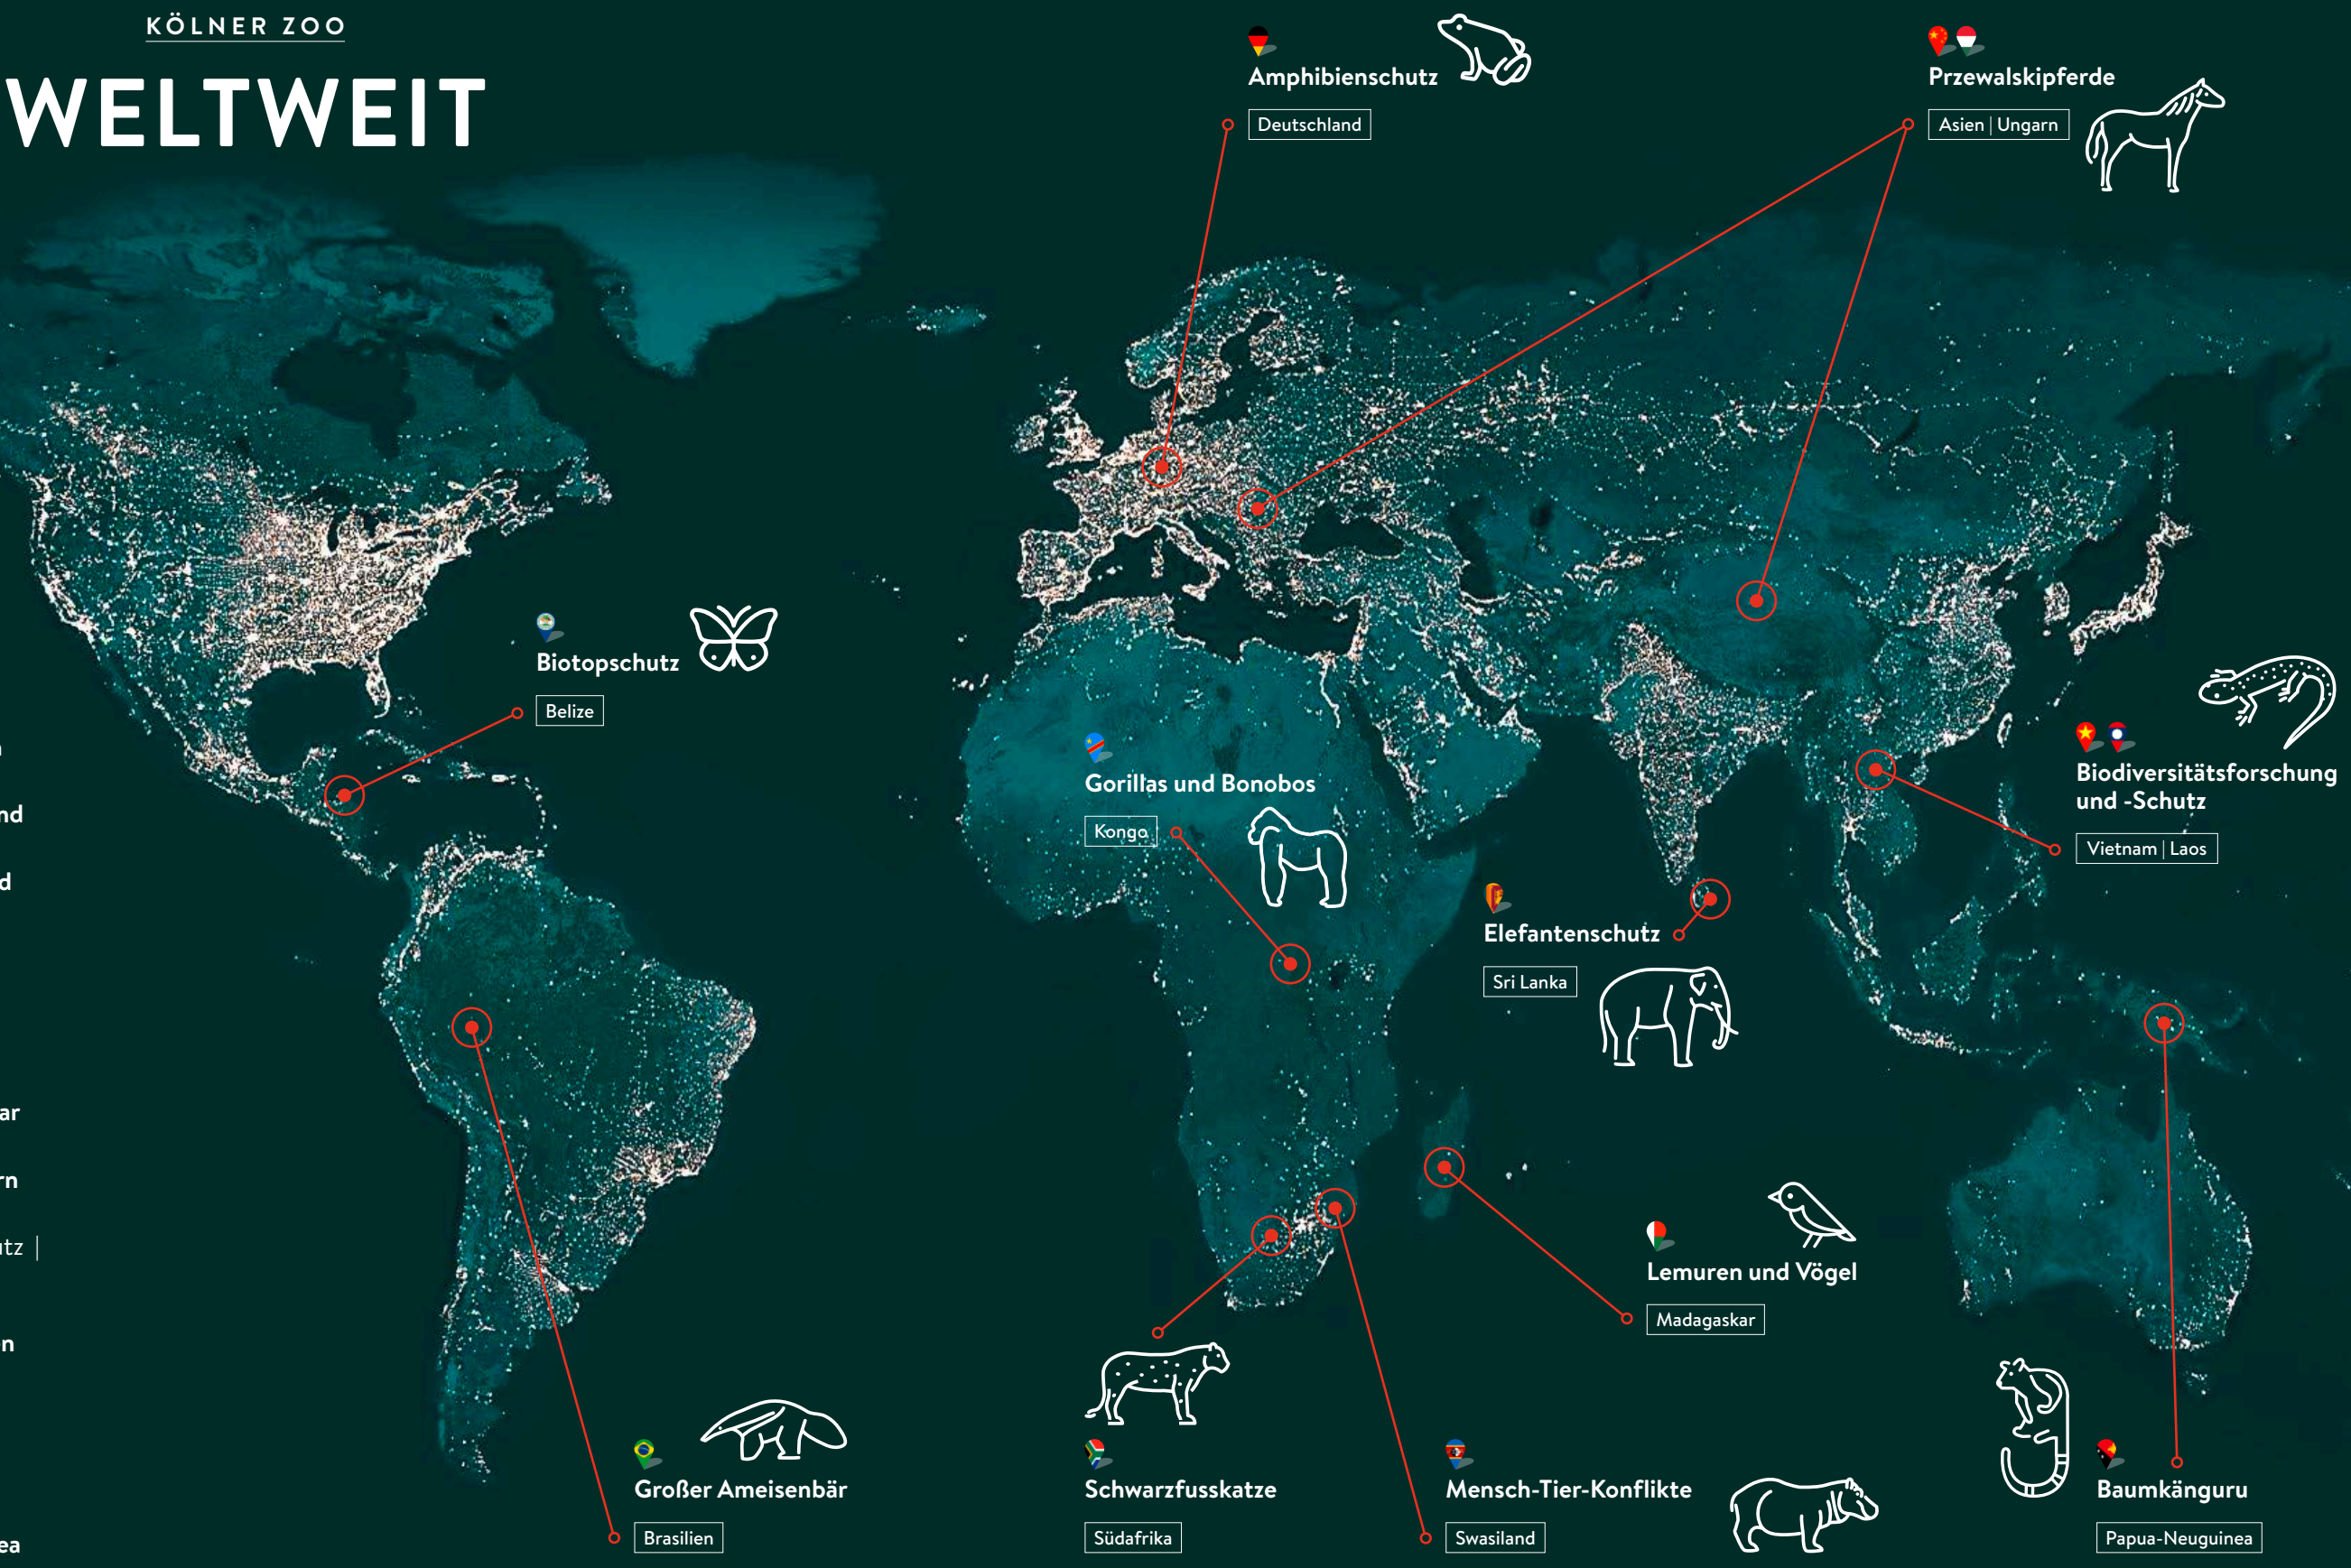 KÖLNER ZOO
WELTWEIT
Amphibienschutz
Deutschland
Przewalskipferde
Asien | Ungarn
Biotopschutz
Belize
Gorillas und Bonobos
Kongo
Biodiversitätsforschung
und -Schutz
Vietnam | Laos
Elefantenschutz
Sri Lanka
Lemuren und Vögel
Madagaskar
Großer Ameisenbär
Brasilien
Schwarzfusskatze
Südafrika
Mensch-Tier-Konflikte
Swasiland
Baumkänguru
Papua-Neuguinea